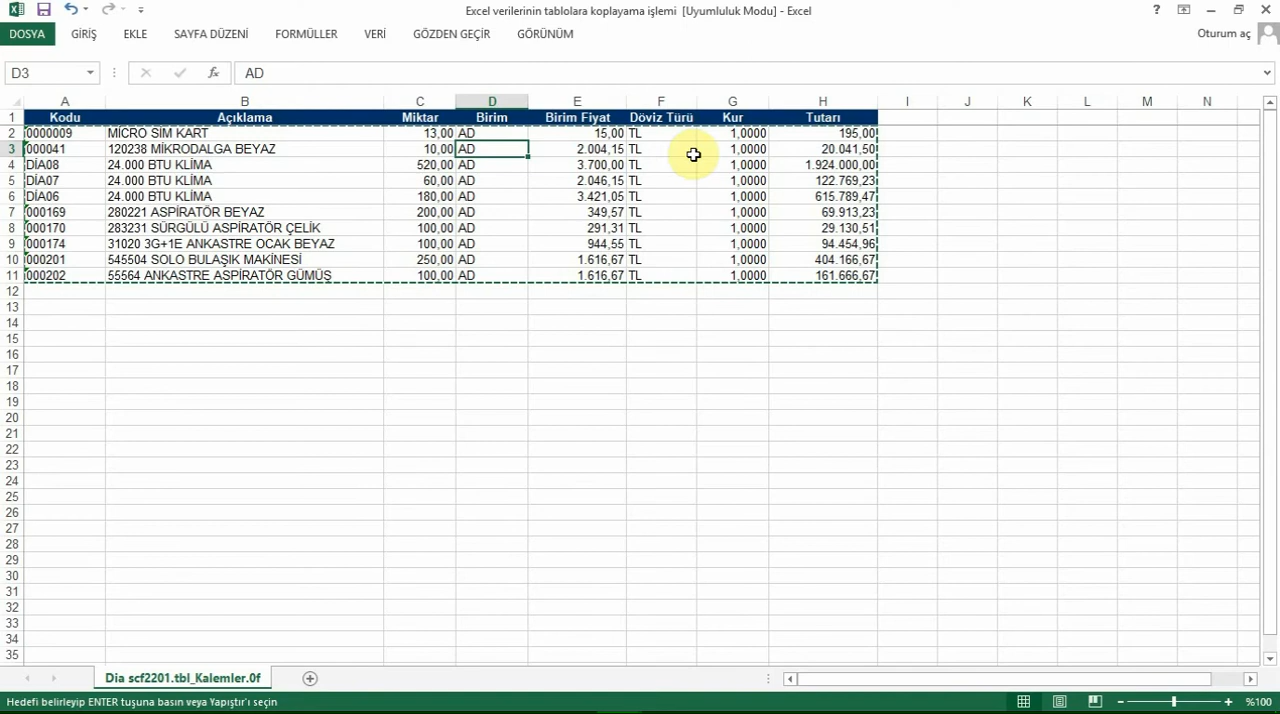 Excel verilerinin tablolara koplayama işlemi [Uyumluluk Modu] - Excel
DOSYA GİRİŞ EKLE SAYFA DÜZENİ FORMÜLLER VERİ GÖZDEN GEÇİR GÖRÜNÜM Oturum aç
D3 AD
A B C D E F G H I J K L M N
1 Kodu Açıklama Miktar Birim Birim Fiyat Döviz Türü Kur Tutarı
2 0000009 MİCRO SİM KART 13,00 AD 15,00 TL 1,0000 195,00
3 000041 120238 MİKRODALGA BEYAZ 10,00 AD 2.004,15 TL 1,0000 20.041,50
4 DİA08 24.000 BTU KLİMA 520,00 AD 3.700,00 TL 1,0000 1.924.000,00
5 DİA07 24.000 BTU KLİMA 60,00 AD 2.046,15 TL 1,0000 122.769,23
6 DİA06 24.000 BTU KLİMA 180,00 AD 3.421,05 TL 1,0000 615.789,47
7 000169 280221 ASPİRATÖR BEYAZ 200,00 AD 349,57 TL 1,0000 69.913,23
8 000170 283231 SÜRGÜLÜ ASPİRATÖR ÇELİK 100,00 AD 291,31 TL 1,0000 29.130,51
9 000174 31020 3G+1E ANKASTRE OCAK BEYAZ 100,00 AD 944,55 TL 1,0000 94.454,96
10 000201 545504 SOLO BULAŞIK MAKİNESİ 250,00 AD 1.616,67 TL 1,0000 404.166,67
11 000202 55564 ANKASTRE ASPİRATÖR GÜMÜŞ 100,00 AD 1.616,67 TL 1,0000 161.666,67
12
13
14
15
16
17
18
19
20
21
22
23
24
25
26
27
28
29
30
31
32
33
34
35
Dia scf2201.tbl_Kalemler.0f
Hedefi belirleyip ENTER tuşuna basın veya Yapıştır'ı seçin %100